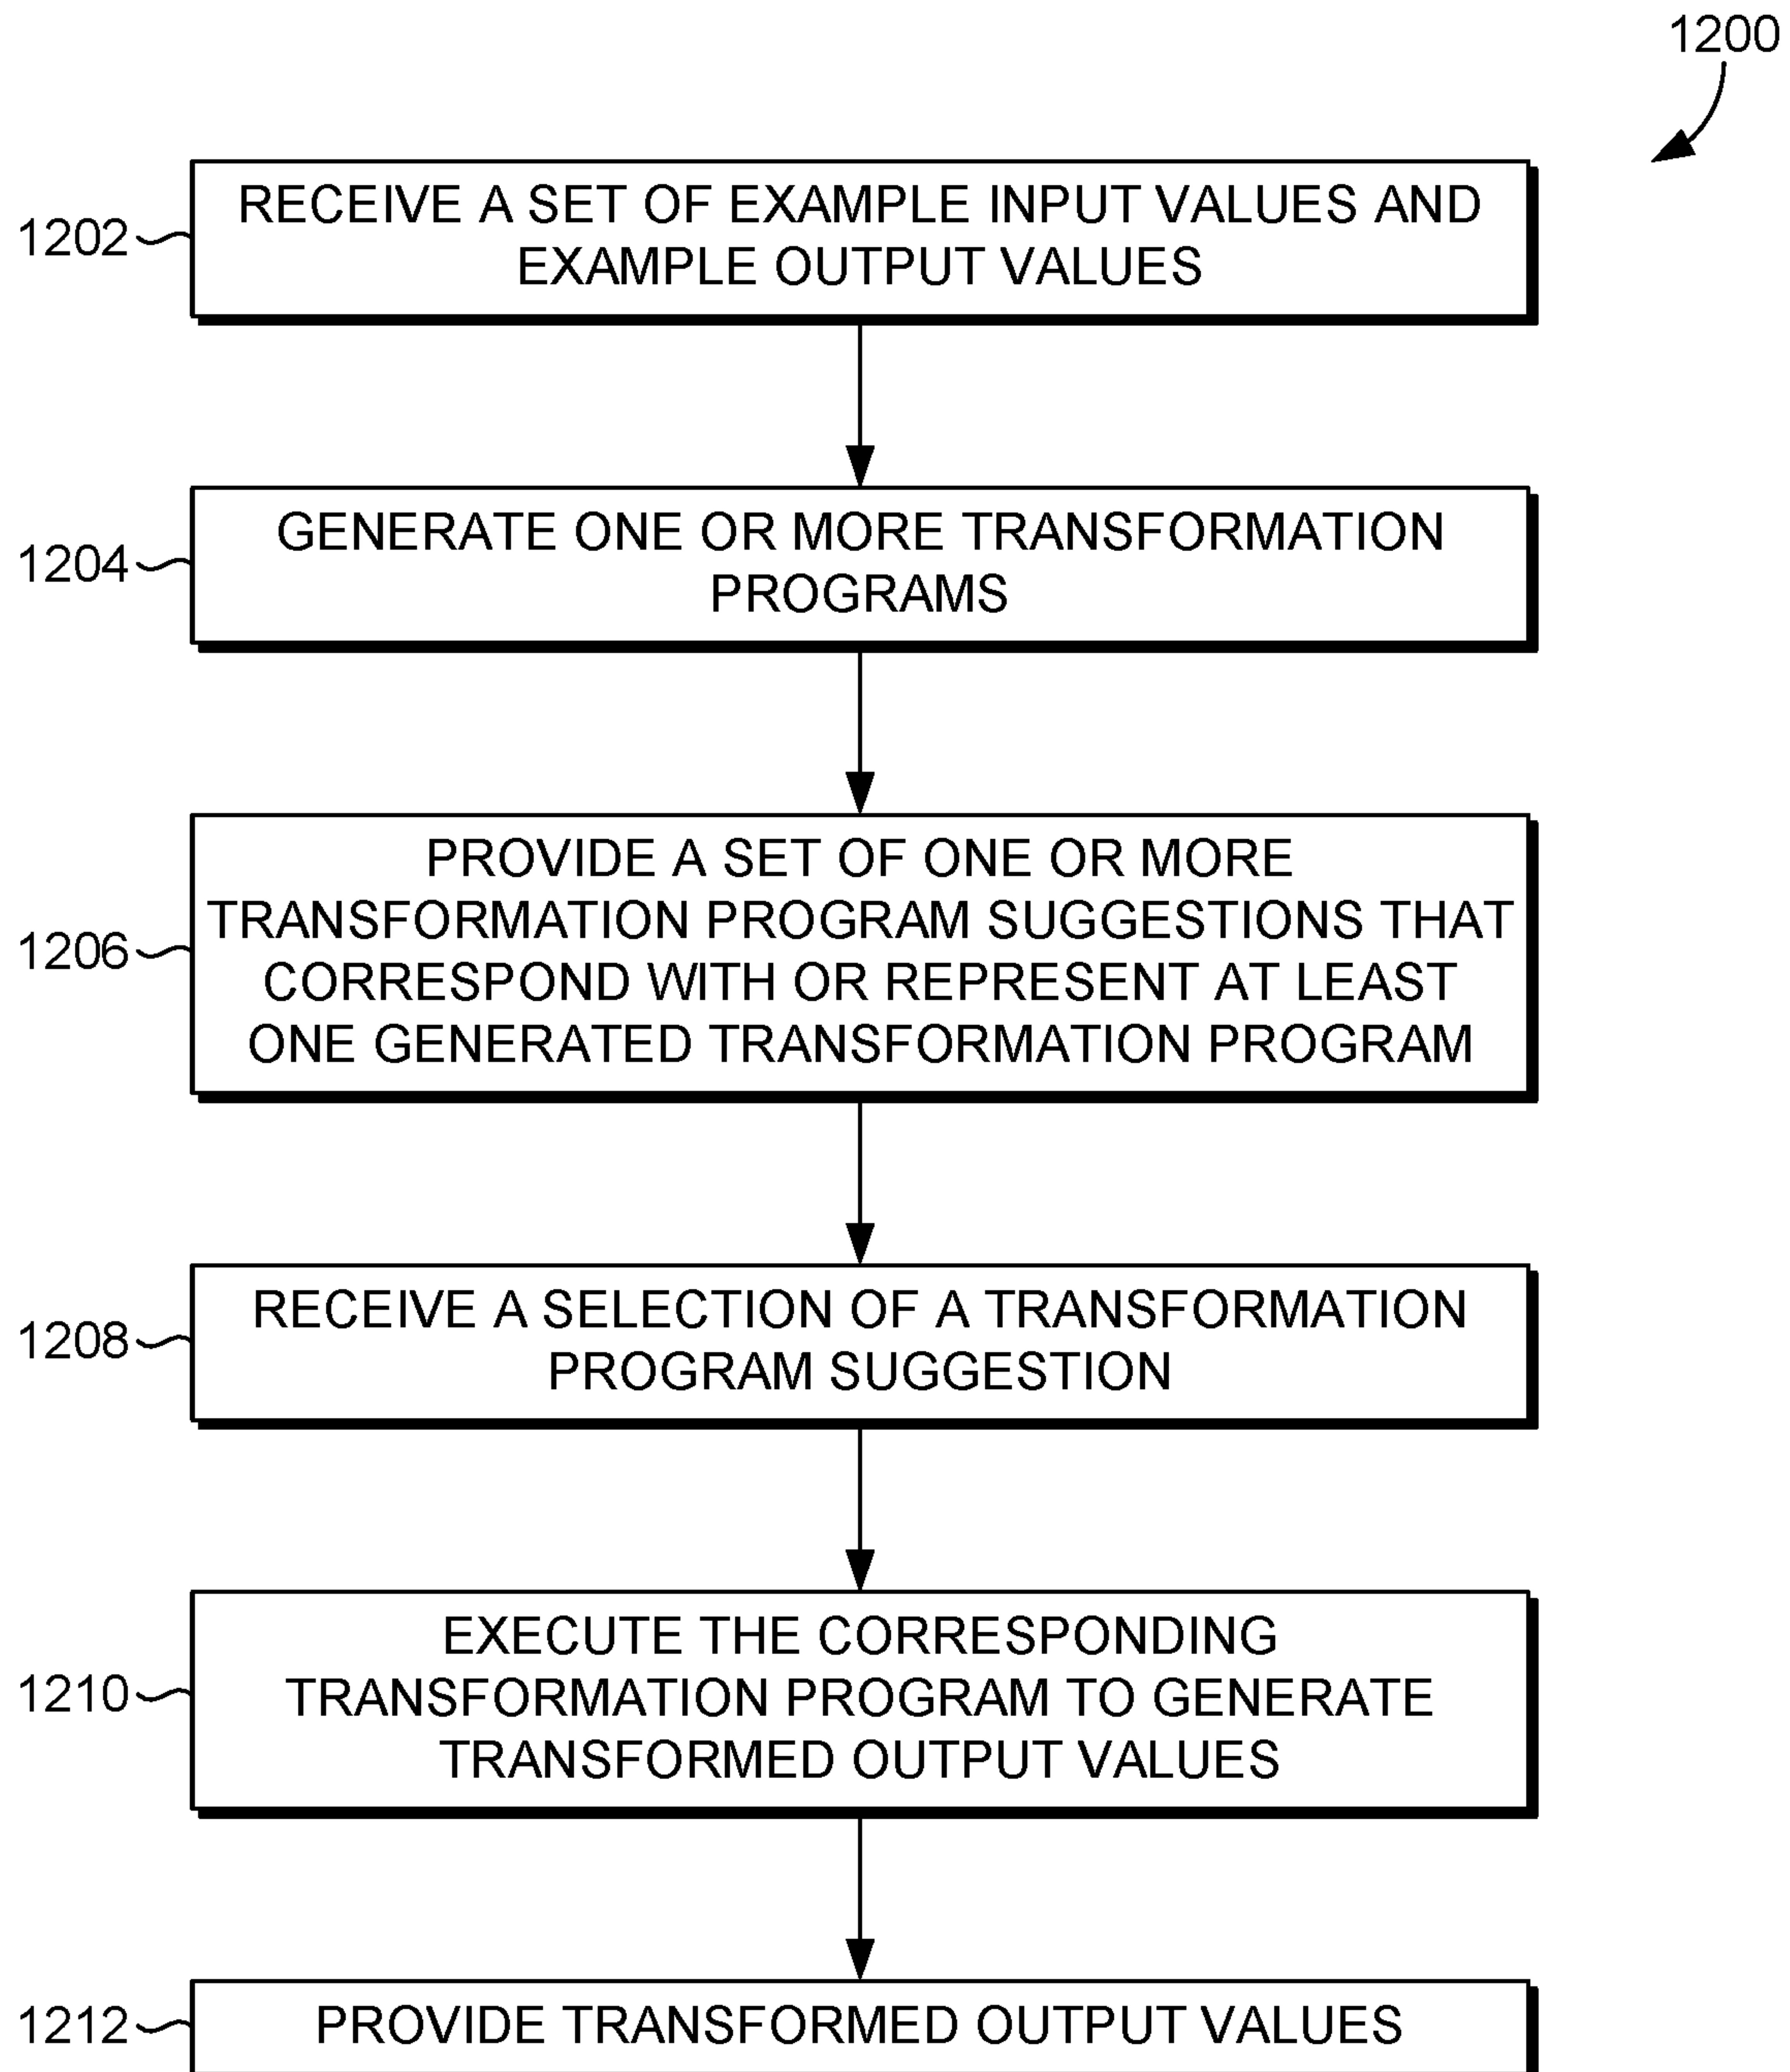 1200
1202
RECEIVE A SET OF EXAMPLE INPUT VALUES AND
EXAMPLE OUTPUT VALUES
1204
GENERATE ONE OR MORE TRANSFORMATION
PROGRAMS
1206
PROVIDE A SET OF ONE OR MORE
TRANSFORMATION PROGRAM SUGGESTIONS THAT
CORRESPOND WITH OR REPRESENT AT LEAST
ONE GENERATED TRANSFORMATION PROGRAM
1208
RECEIVE A SELECTION OF A TRANSFORMATION
PROGRAM SUGGESTION
1210
EXECUTE THE CORRESPONDING
TRANSFORMATION PROGRAM TO GENERATE
TRANSFORMED OUTPUT VALUES
1212
PROVIDE TRANSFORMED OUTPUT VALUES